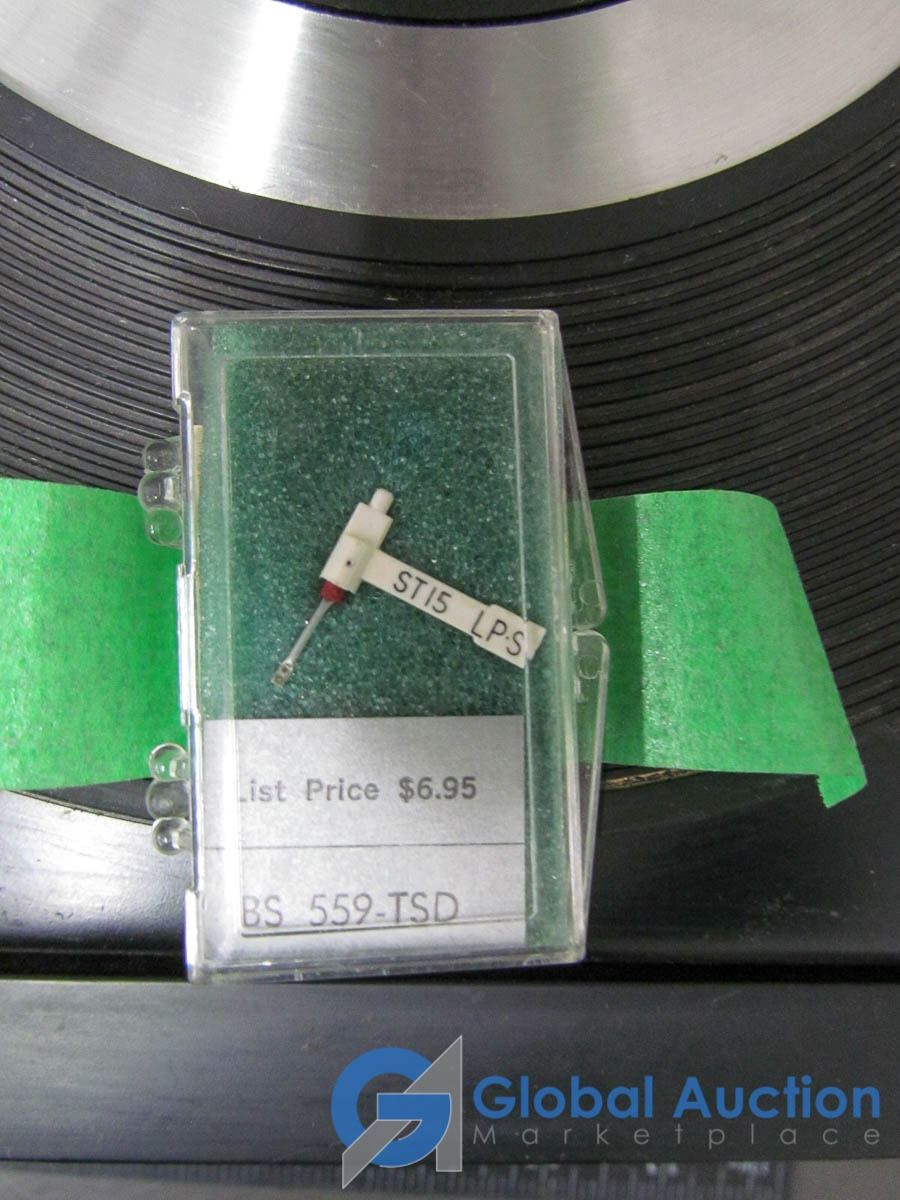 ST15 LP-S
List Price $6.95
BS 559-TSD
Global Auction
Marketplace